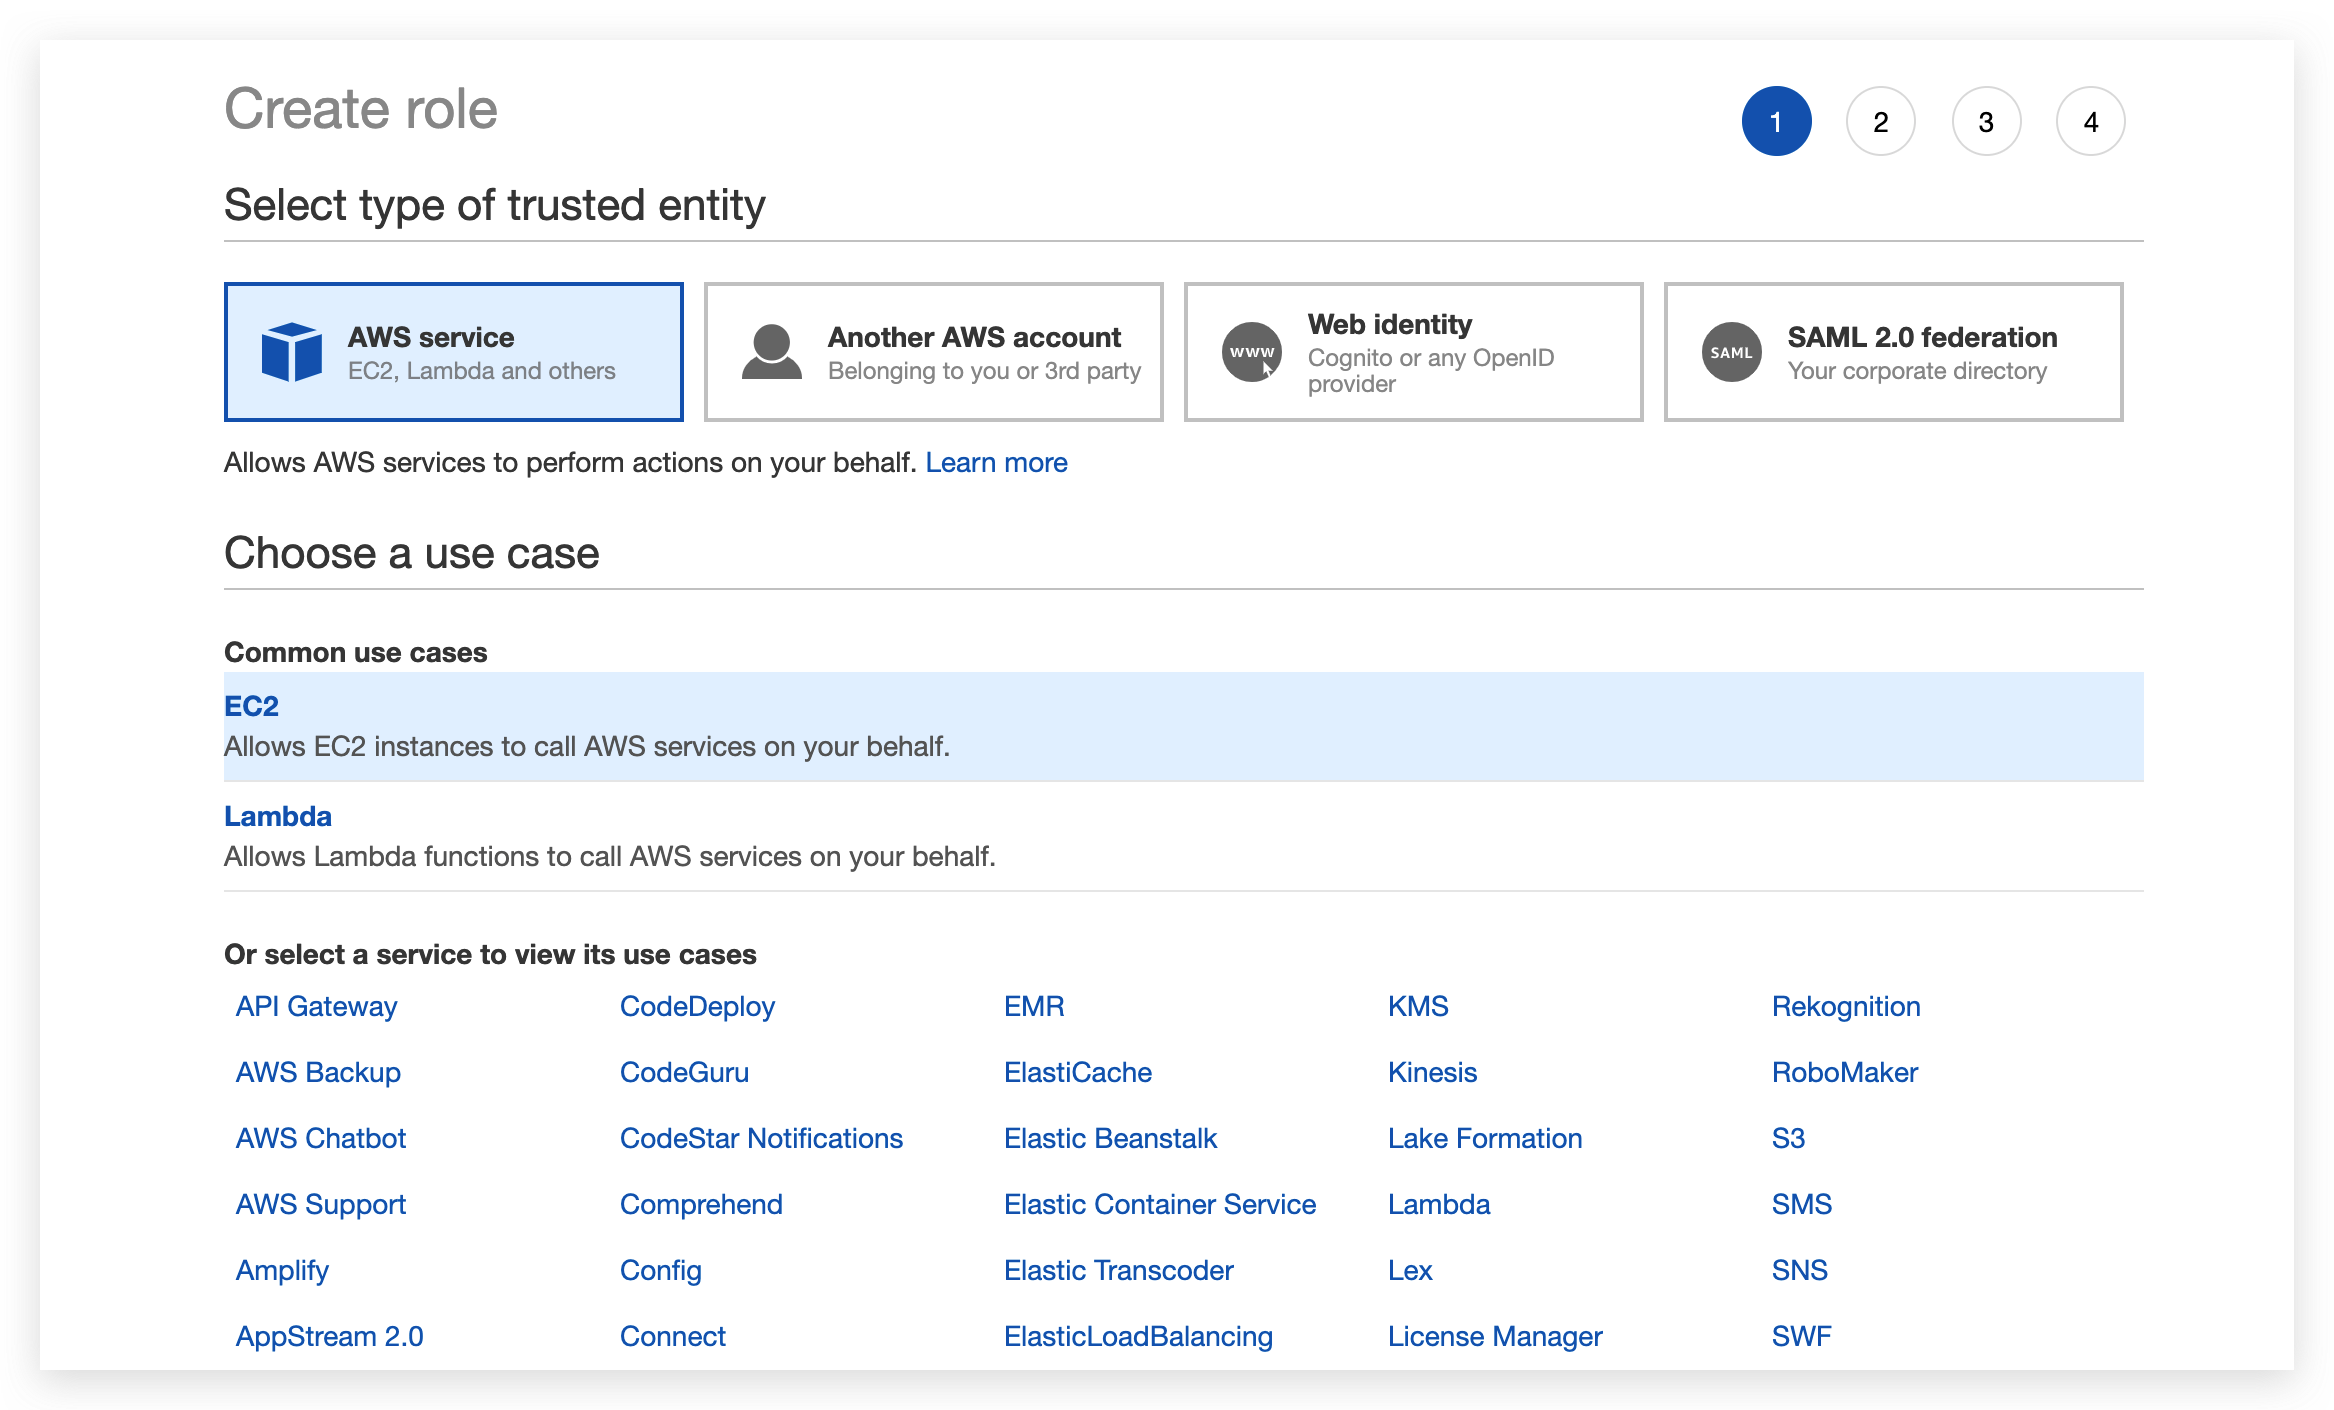 Create role
1 2 3 4
Select type of trusted entity
AWS service
EC2, Lambda and others
Another AWS account
Belonging to you or 3rd party
www
Web identity
Cognito or any OpenID
provider
SAML
SAML 2.0 federation
Your corporate directory
Allows AWS services to perform actions on your behalf. Learn more
Choose a use case
Common use cases
EC2
Allows EC2 instances to call AWS services on your behalf.
Lambda
Allows Lambda functions to call AWS services on your behalf.
Or select a service to view its use cases
API Gateway CodeDeploy EMR KMS Rekognition
AWS Backup CodeGuru ElastiCache Kinesis RoboMaker
AWS Chatbot CodeStar Notifications Elastic Beanstalk Lake Formation S3
AWS Support Comprehend Elastic Container Service Lambda SMS
Amplify Config Elastic Transcoder Lex SNS
AppStream 2.0 Connect ElasticLoadBalancing License Manager SWF